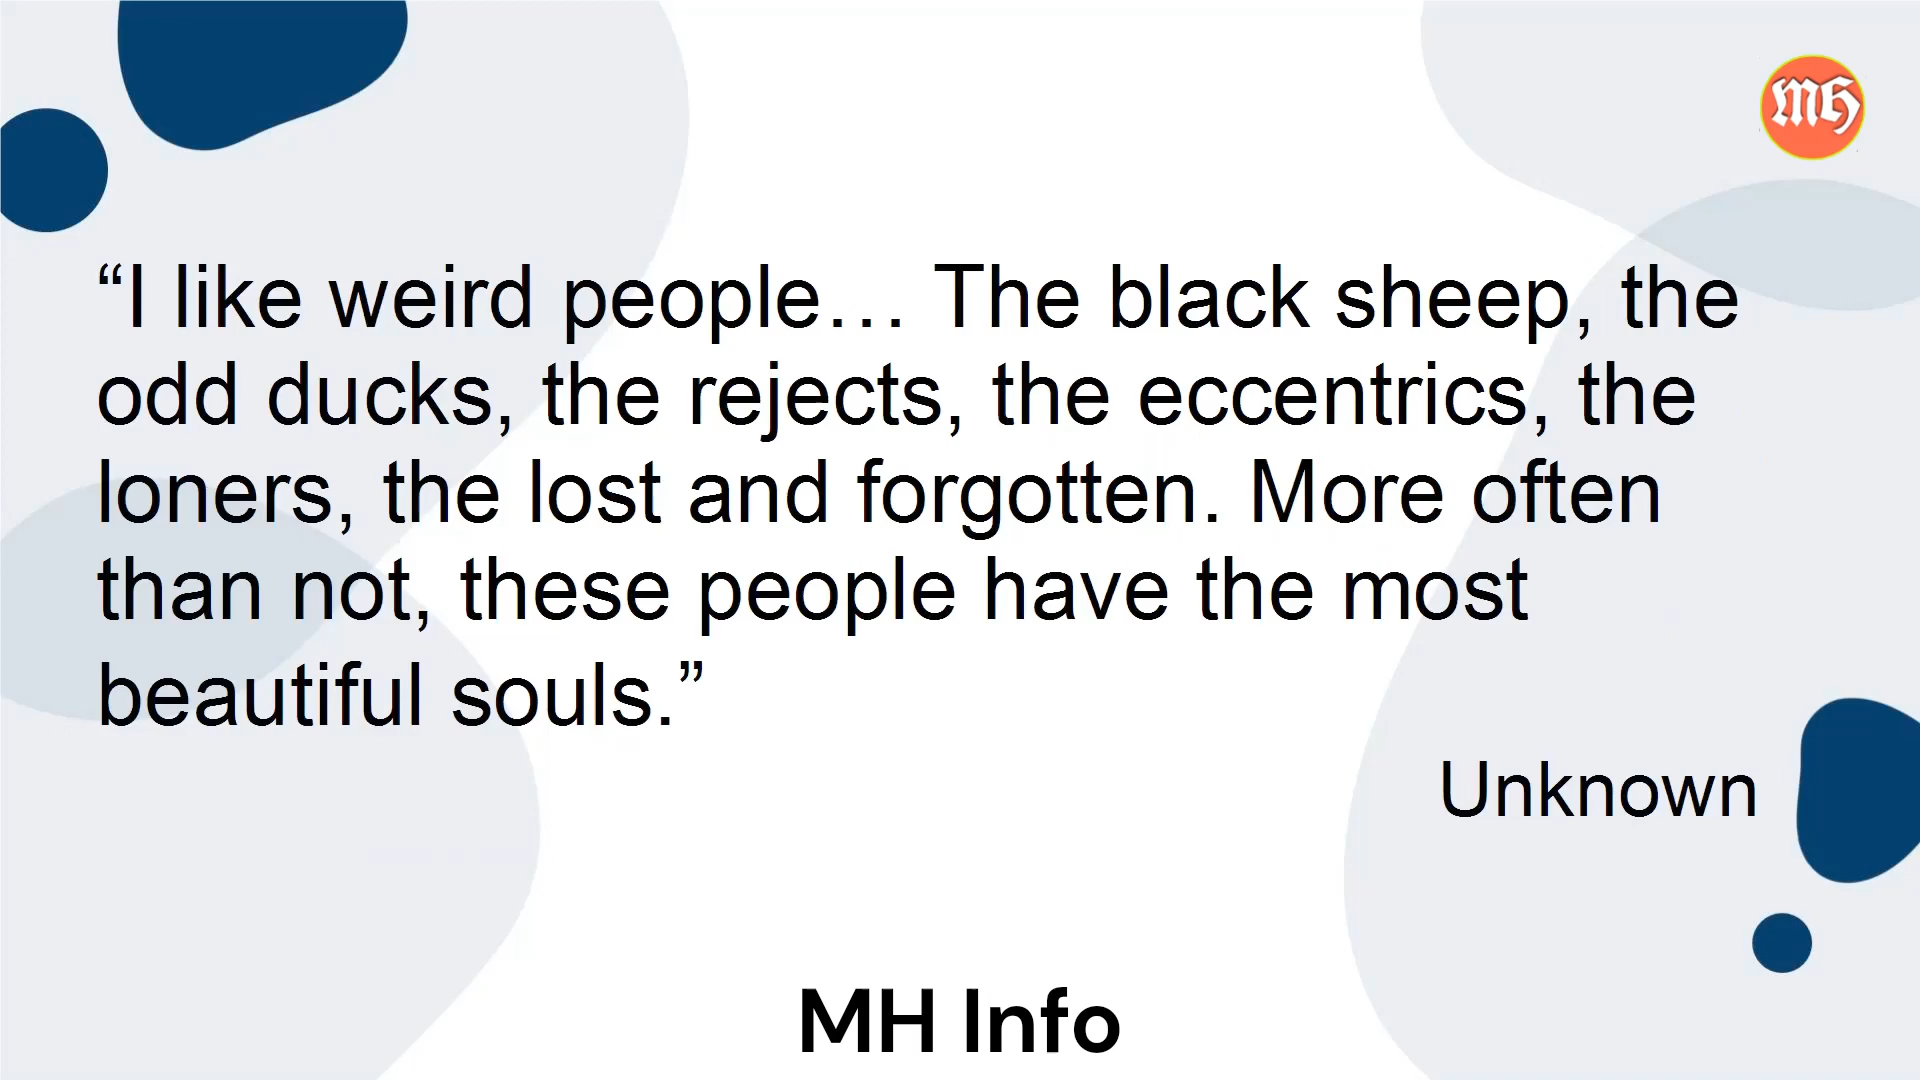 MH
“I like weird people… The black sheep, the
odd ducks, the rejects, the eccentrics, the
loners, the lost and forgotten. More often
than not, these people have the most
beautiful souls.”
Unknown
MH Info